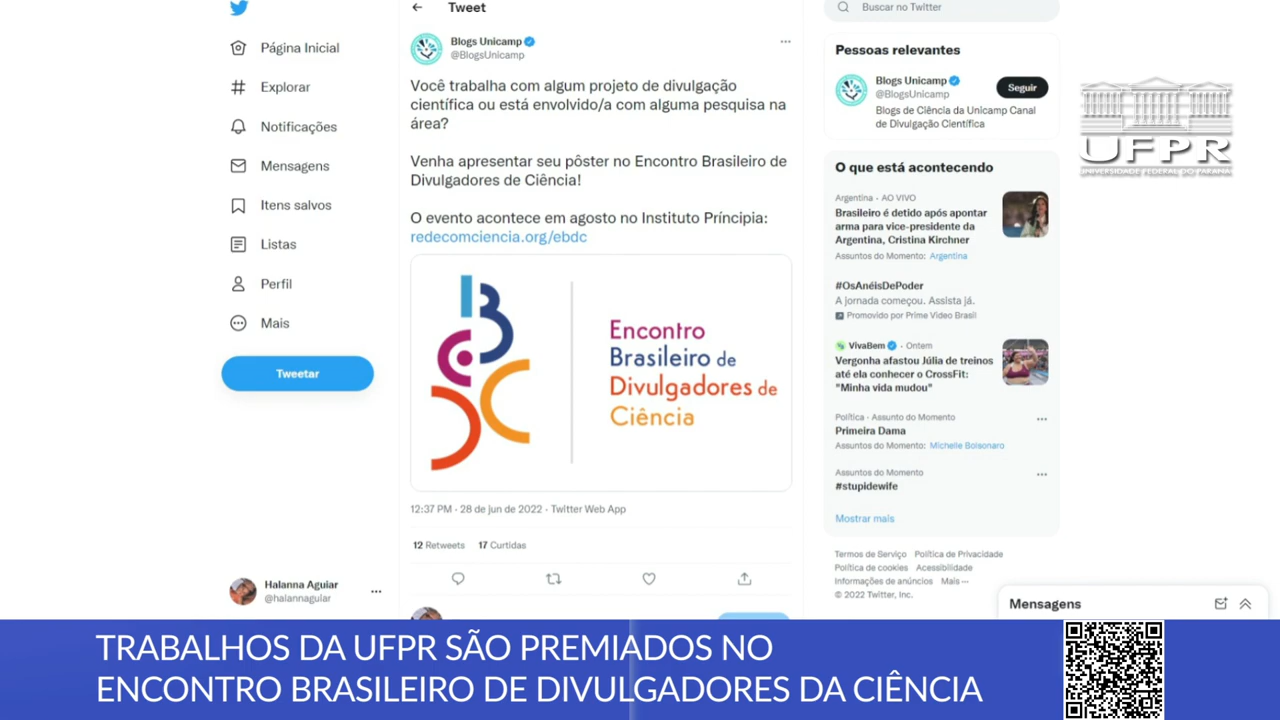 Tweet
Buscar no Twitter
Página Inicial
Explorar
Notificações
Mensagens
Itens salvos
Listas
Perfil
Mais
Tweetar
Halanna Aguiar
@halannaguiar
Blogs Unicamp
@BlogsUnicamp
Você trabalha com algum projeto de divulgação
científica ou está envolvido/a com alguma pesquisa na
área?
Venha apresentar seu pôster no Encontro Brasileiro de
Divulgadores de Ciência!
O evento acontece em agosto no Instituto Príncipia:
redecomciencia.org/ebdc
EBDC
Encontro
Brasileiro de
Divulgadores de
Ciência
12:37 PM · 28 de jun de 2022 · Twitter Web App
12 Retweets 17 Curtidas
Pessoas relevantes
Blogs Unicamp
@BlogsUnicamp
Seguir
Blogs de Ciência da Unicamp Canal
de Divulgação Científica
O que está acontecendo
Argentina · AO VIVO
Brasileiro é detido após apontar
arma para vice-presidente da
Argentina, Cristina Kirchner
Assuntos do Momento: Argentina
#OsAnéisDePoder
A jornada começou. Assista já.
Promovido por Prime Video Brasil
VivaBem · Ontem
Vergonha afastou Júlia de treinos
até ela conhecer o CrossFit:
"Minha vida mudou"
Política · Assunto do Momento
Primeira Dama
Assuntos do Momento: Michelle Bolsonaro
Assuntos do Momento
#stupidewife
Mostrar mais
Termos de Serviço Política de Privacidade
Política de cookies Acessibilidade
Informações de anúncios Mais ···
© 2022 Twitter, Inc.
Mensagens
UFPR
UNIVERSIDADE FEDERAL DO PARANÁ
TRABALHOS DA UFPR SÃO PREMIADOS NO
ENCONTRO BRASILEIRO DE DIVULGADORES DA CIÊNCIA